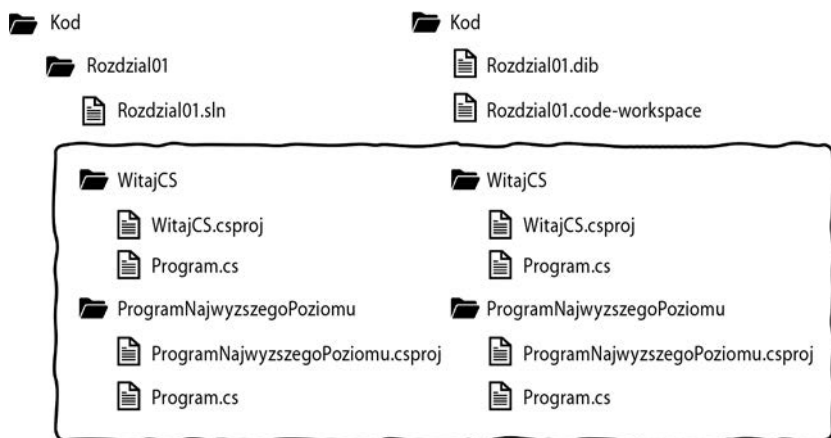 Kod
Rozdzial01
Rozdzial01.sln
WitajCS
WitajCS.csproj
Program.cs
ProgramNajwyzszegoPoziomu
ProgramNajwyzszegoPoziomu.csproj
Program.cs
Kod
Rozdzial01.dib
Rozdzial01.code-workspace
WitajCS
WitajCS.csproj
Program.cs
ProgramNajwyzszegoPoziomu
ProgramNajwyzszegoPoziomu.csproj
Program.cs